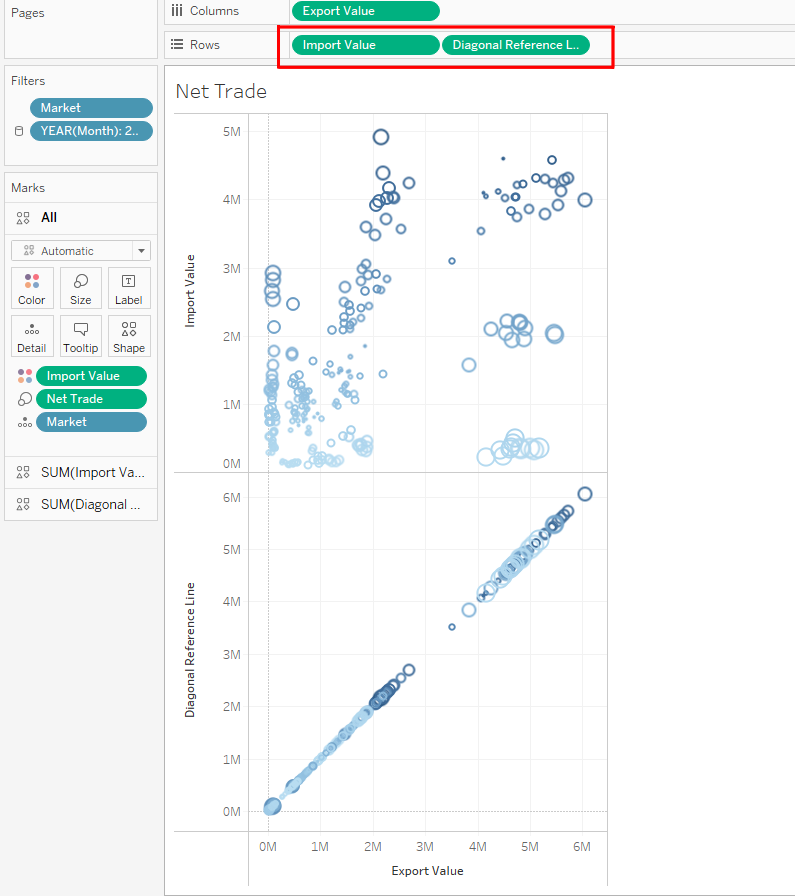 Pages
Columns
Export Value
Rows
Import Value
Diagonal Reference L..
Filters
Market
YEAR(Month): 2..
Marks
All
Automatic
Color
Size
Label
Detail
Tooltip
Shape
Import Value
Net Trade
Market
SUM(Import Va...
SUM(Diagonal ...
Net Trade
5M
4M
3M
2M
1M
0M
Import Value
6M
5M
4M
3M
2M
1M
0M
Diagonal Reference Line
0M 1M 2M 3M 4M 5M 6M
Export Value